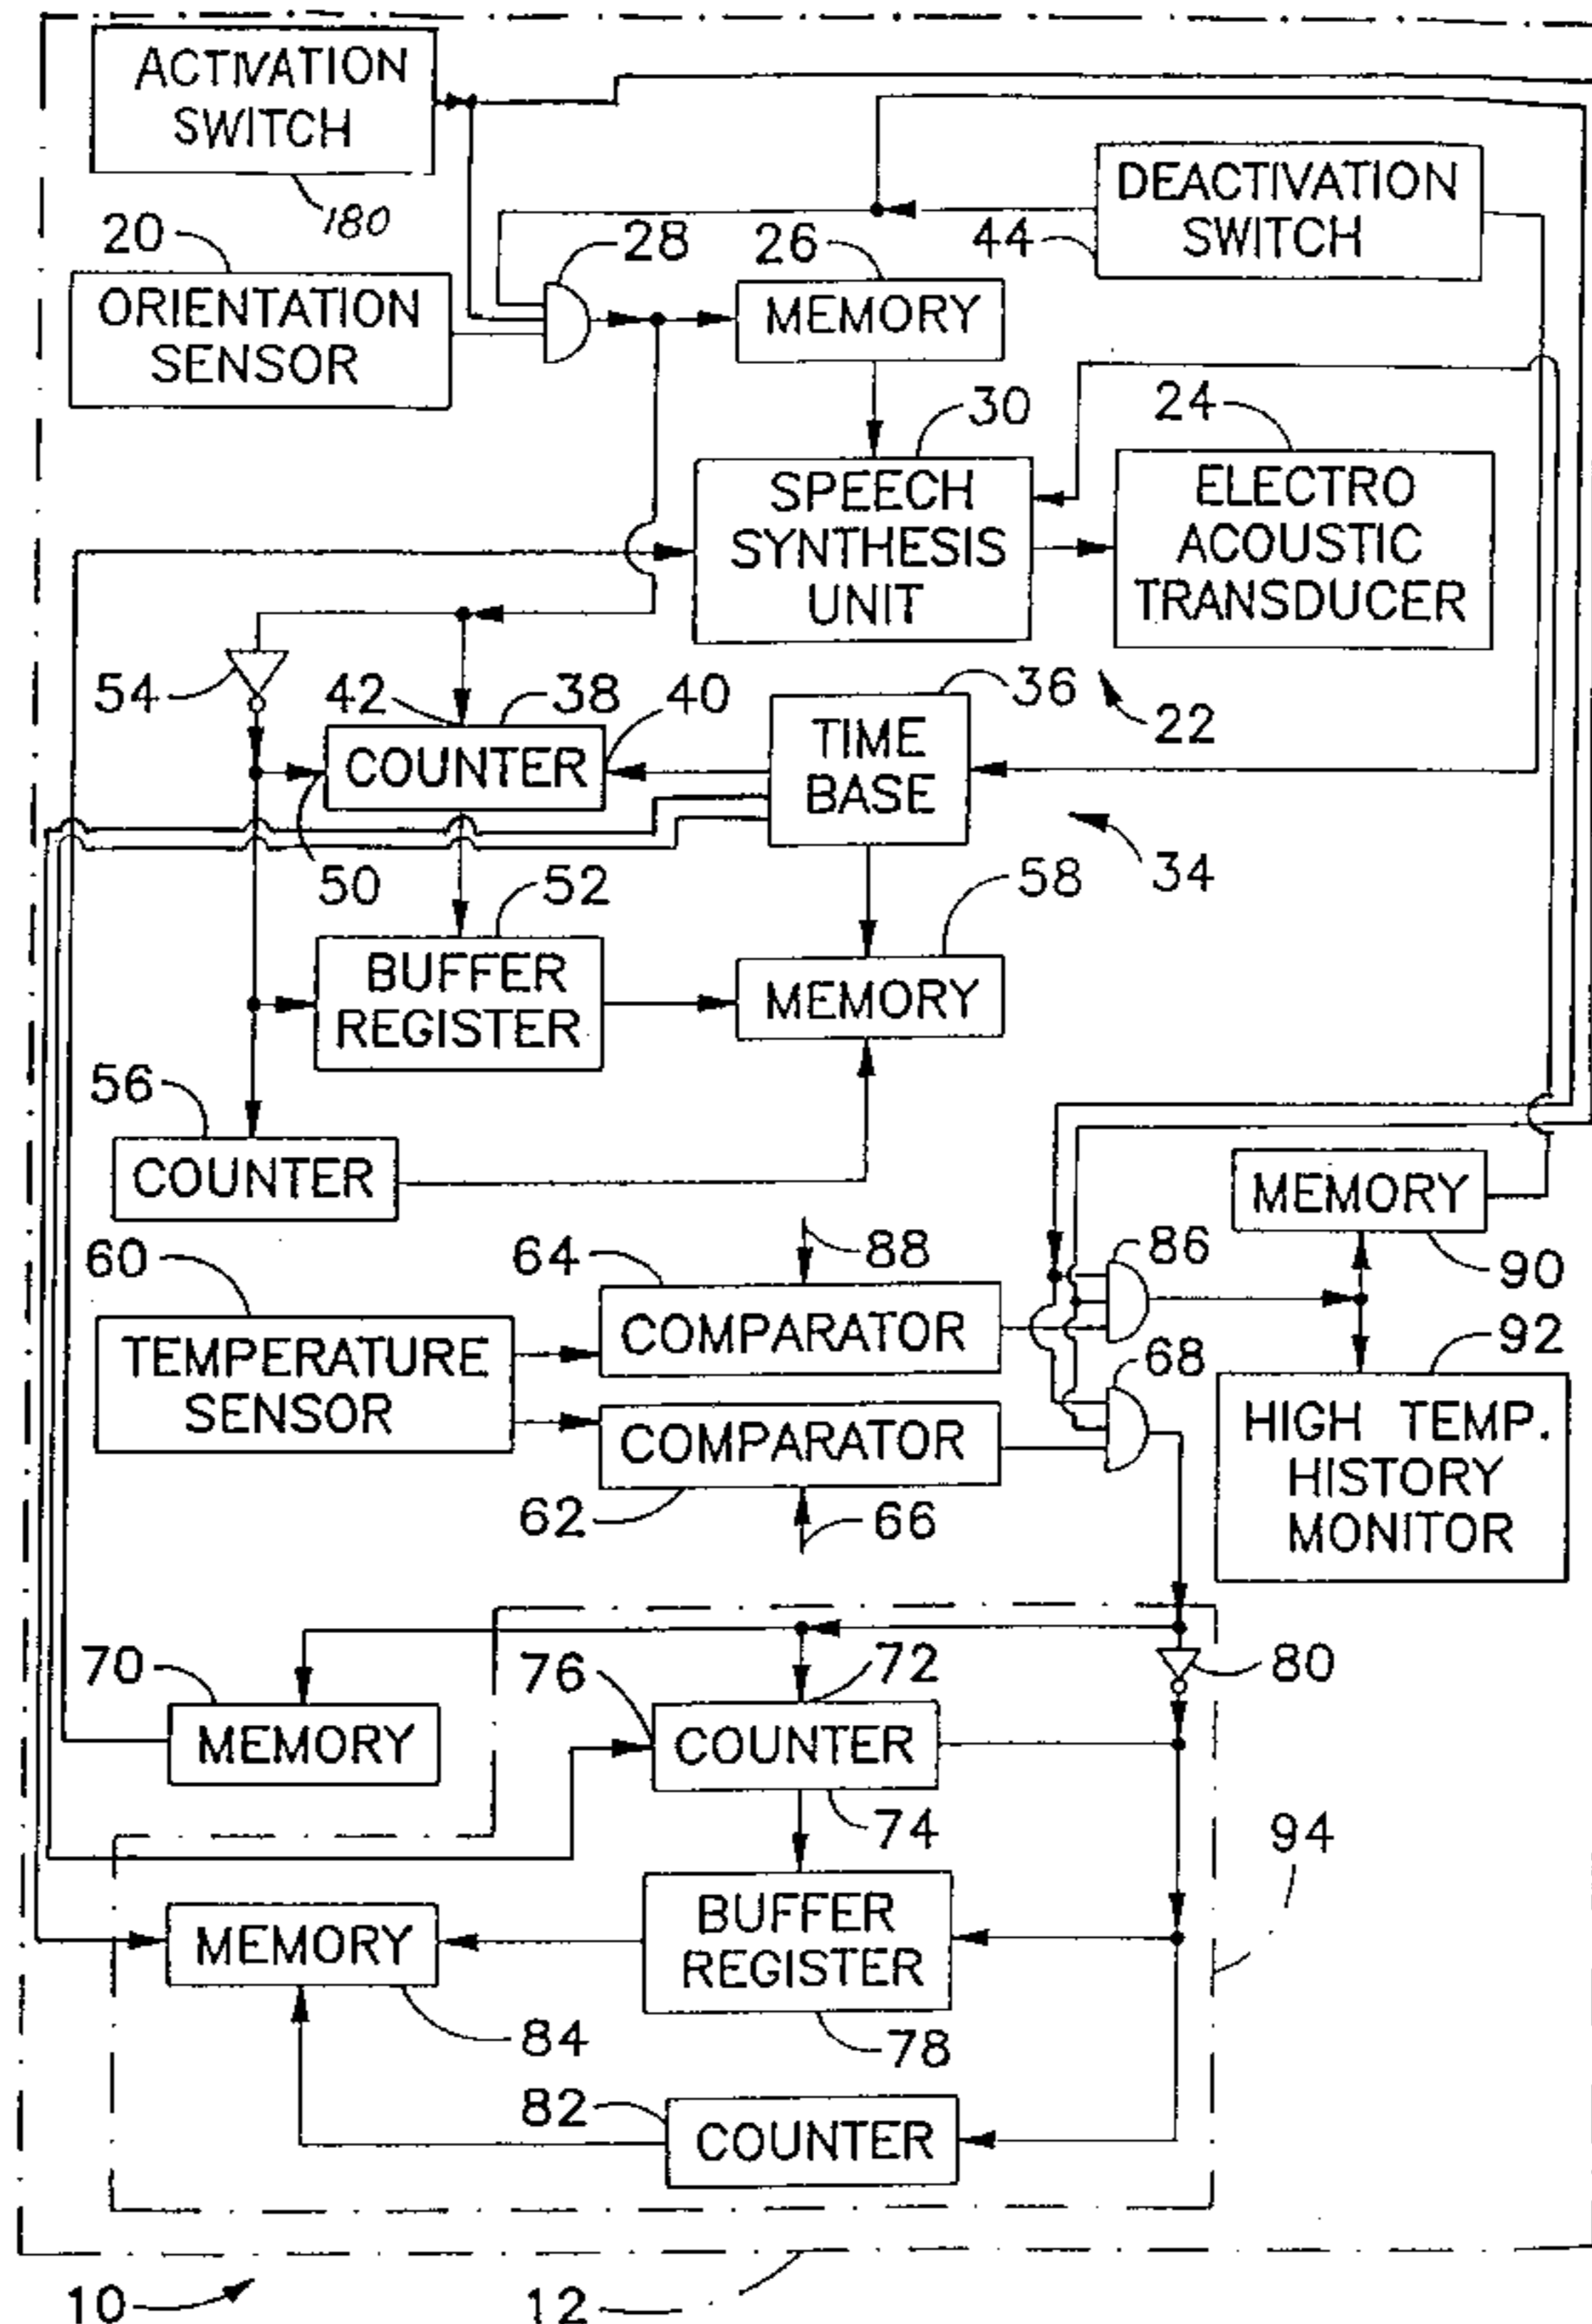 ACTIVATION
SWITCH
180
DEACTIVATION
SWITCH
44
20
28
26
ORIENTATION
SENSOR
MEMORY
30
24
SPEECH
SYNTHESIS
UNIT
ELECTRO
ACOUSTIC
TRANSDUCER
54
42
38
40
36
22
COUNTER
TIME
BASE
34
50
52
58
BUFFER
REGISTER
MEMORY
56
COUNTER
MEMORY
90
60
64
88
86
COMPARATOR
TEMPERATURE
SENSOR
68
92
COMPARATOR
62
66
HIGH TEMP.
HISTORY
MONITOR
70
76
72
80
MEMORY
COUNTER
74
94
BUFFER
REGISTER
MEMORY
84
78
82
COUNTER
10
12